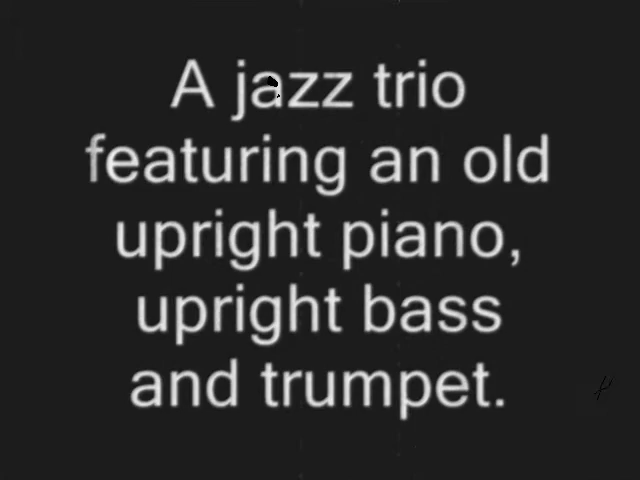 A jazz trio
featuring an old
upright piano,
upright bass
and trumpet.